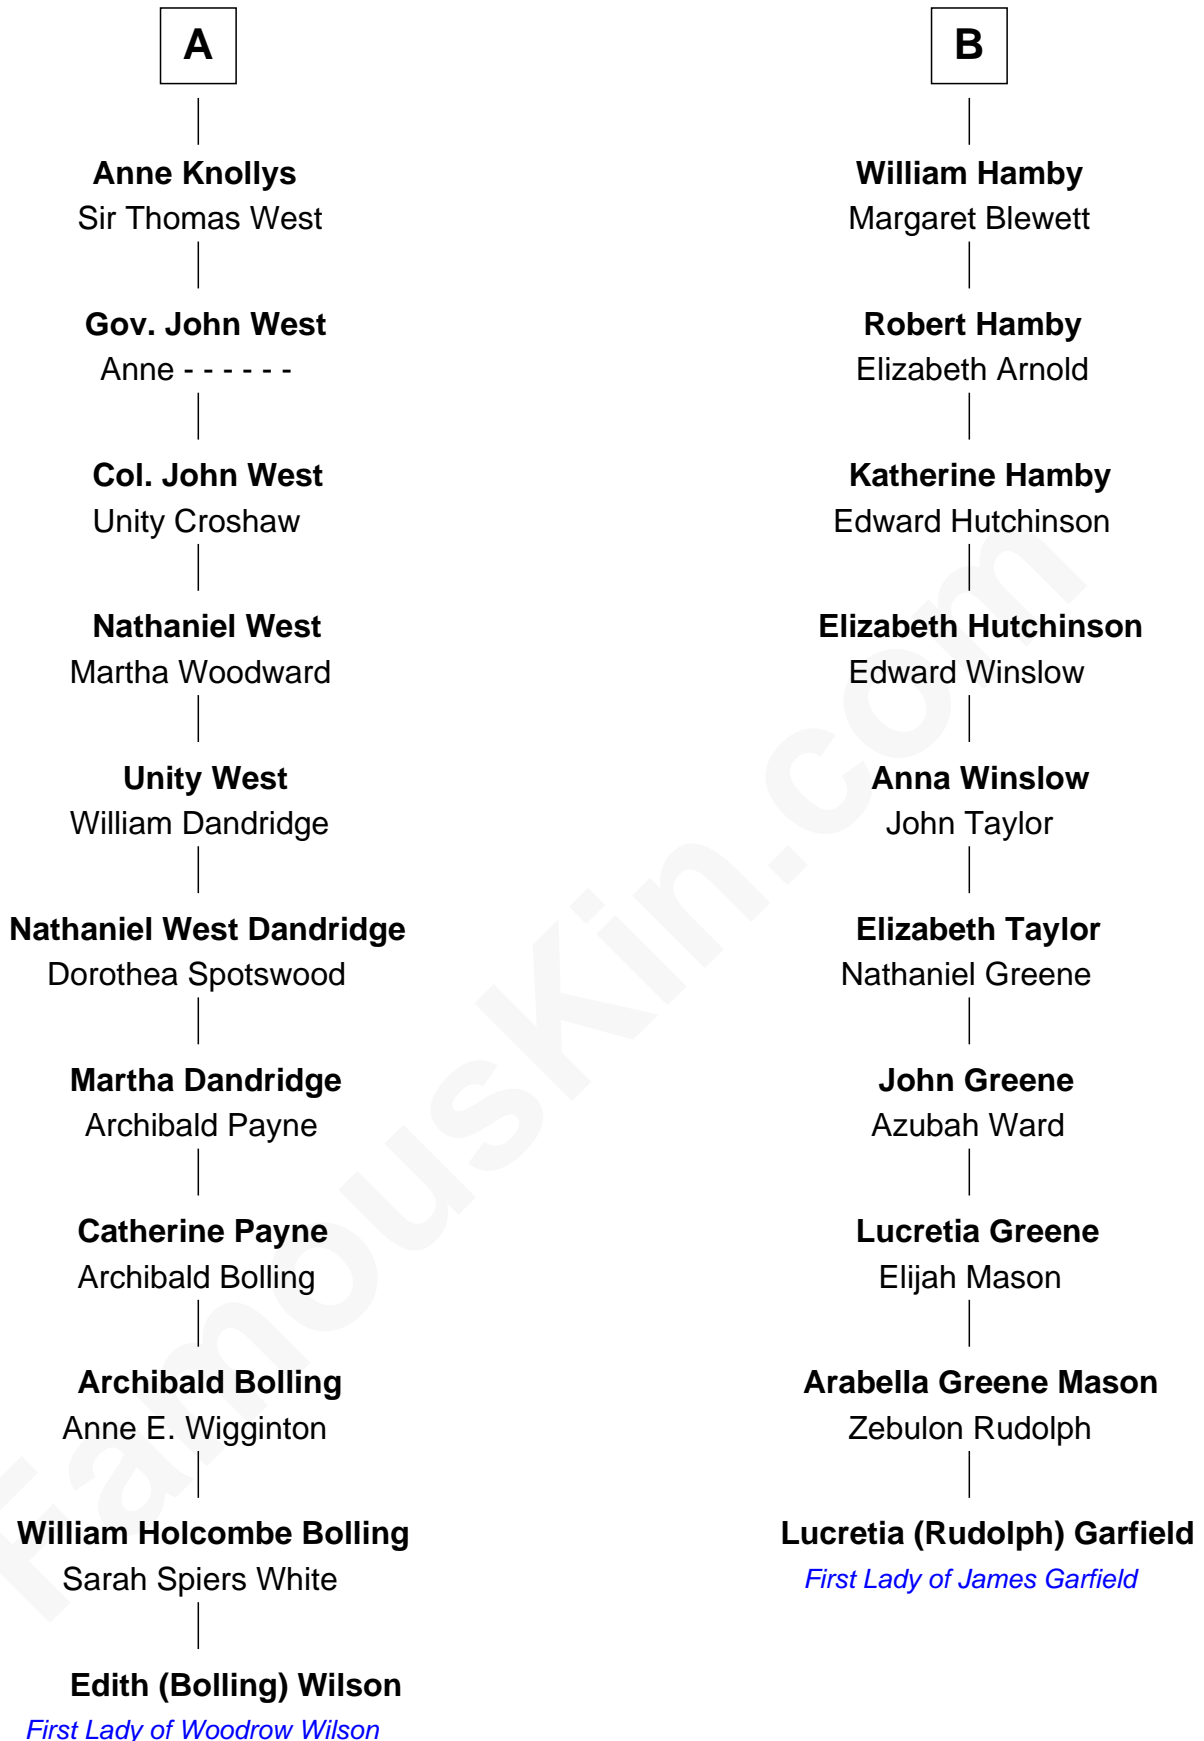 A
Anne Knollys
Sir Thomas West
Gov. John West
Anne - - - - - -
Col. John West
Unity Croshaw
Nathaniel West
Martha Woodward
Unity West
William Dandridge
Nathaniel West Dandridge
Dorothea Spotswood
Martha Dandridge
Archibald Payne
Catherine Payne
Archibald Bolling
Archibald Bolling
Anne E. Wigginton
William Holcombe Bolling
Sarah Spiers White
Edith (Bolling) Wilson
First Lady of Woodrow Wilson
B
William Hamby
Margaret Blewett
Robert Hamby
Elizabeth Arnold
Katherine Hamby
Edward Hutchinson
Elizabeth Hutchinson
Edward Winslow
Anna Winslow
John Taylor
Elizabeth Taylor
Nathaniel Greene
John Greene
Azubah Ward
Lucretia Greene
Elijah Mason
Arabella Greene Mason
Zebulon Rudolph
Lucretia (Rudolph) Garfield
First Lady of James Garfield
FamousKin.com